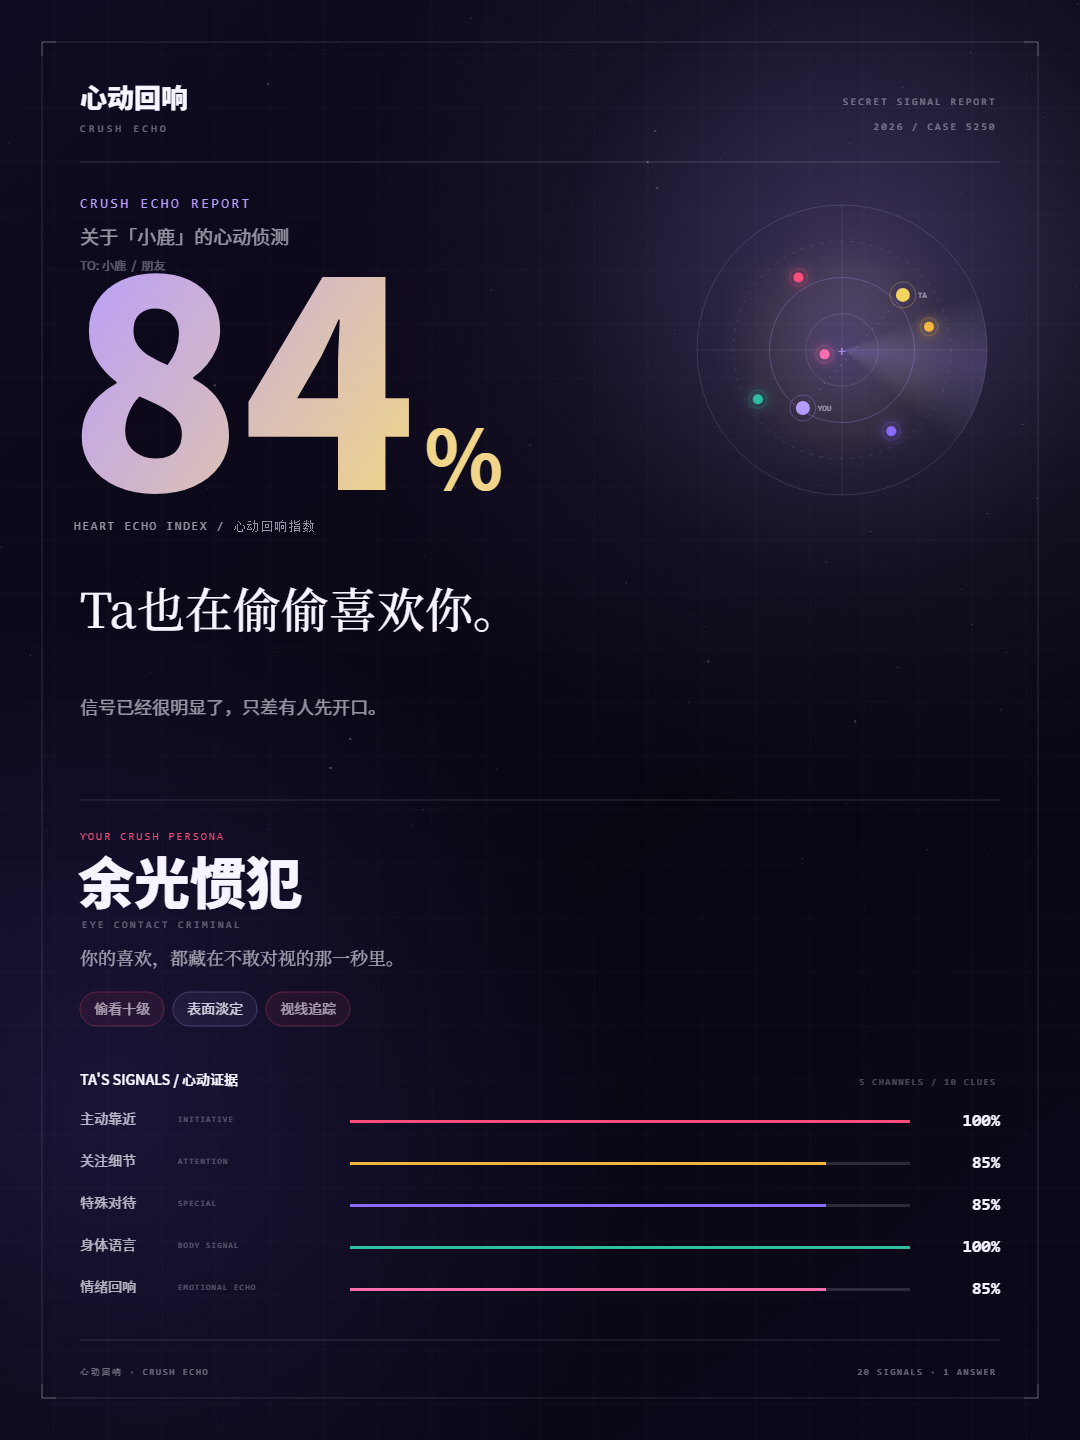 心动回响
CRUSH ECHO
SECRET SIGNAL REPORT
2026 / CASE 5250
CRUSH ECHO REPORT
关于「小鹿」的心动侦测
TO: 小鹿 / 朋友
84%
TA
YOU
HEART ECHO INDEX / 心动回响指数
Ta也在偷偷喜欢你。
信号已经很明显了，只差有人先开口。
YOUR CRUSH PERSONA
余光惯犯
EYE CONTACT CRIMINAL
你的喜欢，都藏在不敢对视的那一秒里。
偷看十级 表面淡定 视线追踪
TA'S SIGNALS / 心动证据
5 CHANNELS / 10 CLUES
主动靠近 INITIATIVE 100%
关注细节 ATTENTION 85%
特殊对待 SPECIAL 85%
身体语言 BODY SIGNAL 100%
情绪回响 EMOTIONAL ECHO 85%
心动回响 · CRUSH ECHO
20 SIGNALS · 1 ANSWER